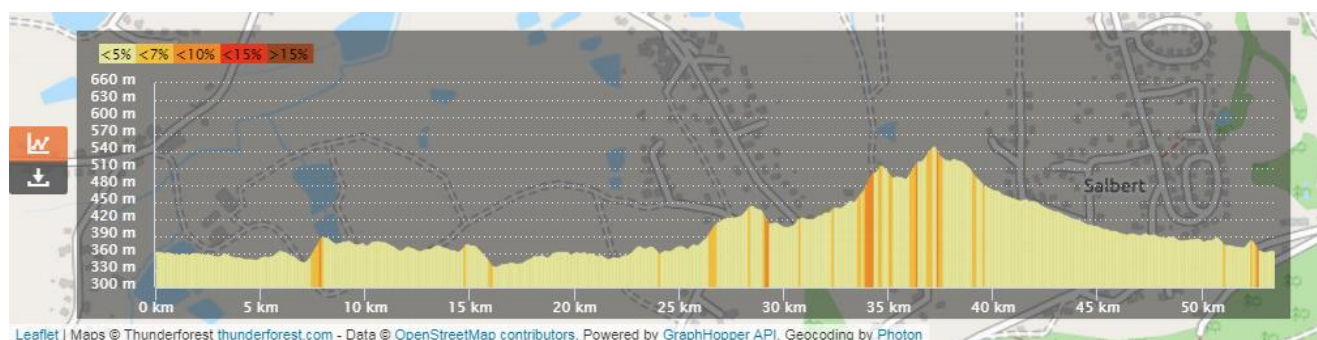 <5% <7% <10% <15% >15%
660 m
630 m
600 m
570 m
540 m
510 m
480 m
450 m
420 m
390 m
360 m
330 m
300 m
Salbert
0 km 5 km 10 km 15 km 20 km 25 km 30 km 35 km 40 km 45 km 50 km
Leaflet | Maps © Thunderforest thunderforest.com - Data © OpenStreetMap contributors, Powered by GraphHopper API, Geocoding by Photon